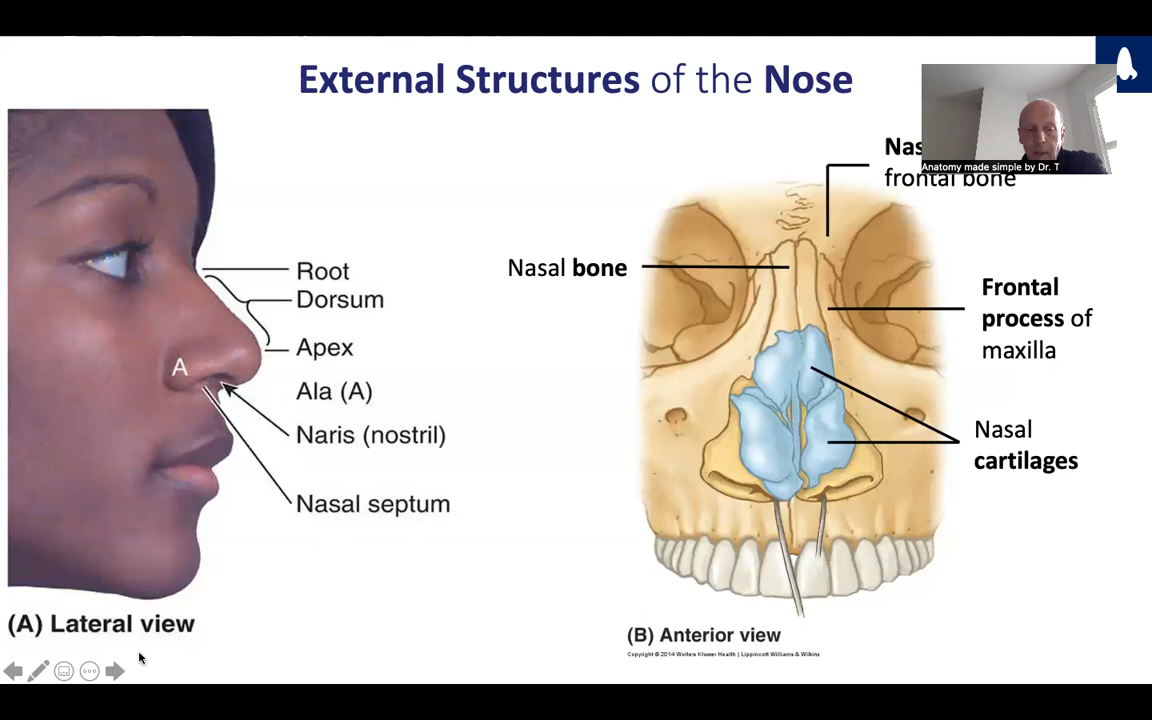 External Structures of the Nose
Anatomy made simple by Dr. T
frontal bone
Root
Dorsum
Apex
A
Ala (A)
Naris (nostril)
Nasal septum
(A) Lateral view
Nasal bone
Frontal
process of
maxilla
Nasal
cartilages
(B) Anterior view
Copyright © 2014 Wolters Kluwer Health | Lippincott Williams & Wilkins